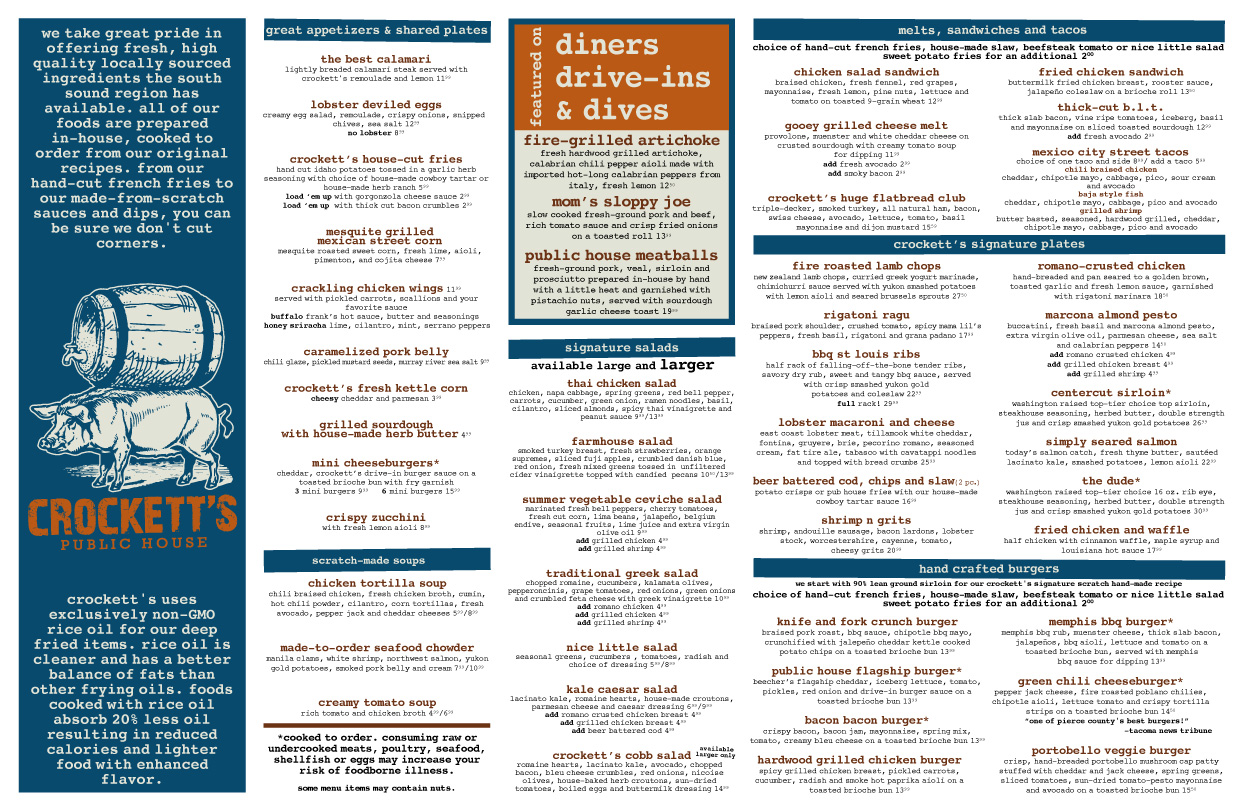 we take great pride in
offering fresh, high
quality locally sourced
ingredients the south
sound region has
available. all of our
foods are prepared
in-house, cooked to
order from our original
recipes. from our
hand-cut french fries to
our made-from-scratch
sauces and dips, you can
be sure we don't cut
corners.
CROCKETT'S
PUBLIC HOUSE
crockett's uses
exclusively non-GMO
rice oil for our deep
fried items. rice oil is
cleaner and has a better
balance of fats than
other frying oils. foods
cooked with rice oil
absorb 20% less oil
resulting in reduced
calories and lighter
food with enhanced
flavor.
great appetizers & shared plates
the best calamari
lightly breaded calamari steak served with
crockett's remoulade and lemon 11⁹⁹
lobster deviled eggs
creamy egg salad, remoulade, crispy onions, snipped
chives, sea salt 12⁹⁹
no lobster 8⁹⁹
crockett's house-cut fries
hand cut idaho potatoes tossed in a garlic herb
seasoning with choice of house-made cowboy tartar or
house-made herb ranch 5⁹⁹
load 'em up with gorgonzola cheese sauce 2⁹⁹
load 'em up with thick cut bacon crumbles 2⁹⁹
mesquite grilled
mexican street corn
mesquite roasted sweet corn, fresh lime, aioli,
pimenton, and cojita cheese 7⁹⁹
crackling chicken wings 11⁹⁹
served with pickled carrots, scallions and your
favorite sauce
buffalo frank's hot sauce, butter and seasonings
honey sriracha lime, cilantro, mint, serrano peppers
caramelized pork belly
chili glaze, pickled mustard seeds, murray river sea salt 9⁹⁹
crockett's fresh kettle corn
cheesy cheddar and parmesan 3⁹⁹
grilled sourdough
with house-made herb butter 4⁹⁹
mini cheeseburgers*
cheddar, crockett's drive-in burger sauce on a
toasted brioche bun with fry garnish
3 mini burgers 9⁹⁹ 6 mini burgers 15⁹⁹
crispy zucchini
with fresh lemon aioli 8⁹⁹
scratch-made soups
chicken tortilla soup
chili braised chicken, fresh chicken broth, cumin,
hot chili powder, cilantro, corn tortillas, fresh
avocado, pepper jack and cheddar cheeses 5⁹⁹/8⁹⁹
made-to-order seafood chowder
manila clams, white shrimp, northwest salmon, yukon
gold potatoes, smoked pork belly and cream 7⁹⁹/10⁹⁹
creamy tomato soup
rich tomato and chicken broth 4⁹⁹/6⁹⁹
*cooked to order. consuming raw or
undercooked meats, poultry, seafood,
shellfish or eggs may increase your
risk of foodborne illness.
some menu items may contain nuts.
featured on
diners
drive-ins
& dives
fire-grilled artichoke
fresh hardwood grilled artichoke,
calabrian chili pepper aioli made with
imported hot-long calabrian peppers from
italy, fresh lemon 12⁵⁰
mom's sloppy joe
slow cooked fresh-ground pork and beef,
rich tomato sauce and crisp fried onions
on a toasted roll 13⁹⁹
public house meatballs
fresh-ground pork, veal, sirloin and
prosciutto prepared in-house by hand
with a little heat and garnished with
pistachio nuts, served with sourdough
garlic cheese toast 19⁹⁹
signature salads
available large and larger
thai chicken salad
chicken, napa cabbage, spring greens, red bell pepper,
carrots, cucumber, green onion, ramen noodles, basil,
cilantro, sliced almonds, spicy thai vinaigrette and
peanut sauce 9⁹⁹/13⁹⁹
farmhouse salad
smoked turkey breast, fresh strawberries, orange
supremes, sliced fuji apples, crumbled danish blue,
red onion, fresh mixed greens tossed in unfiltered
cider vinaigrette topped with candied pecans 10⁵⁰/13⁹⁹
summer vegetable ceviche salad
marinated fresh bell peppers, cherry tomatoes,
fresh cut corn, lima beans, jalapeño, belgium
endive, seasonal fruits, lime juice and extra virgin
olive oil 9⁹⁹
add grilled chicken 4⁹⁹
add grilled shrimp 4⁹⁹
traditional greek salad
chopped romaine, cucumbers, kalamata olives,
pepperoncinis, grape tomatoes, red onions, green onions
and crumbled feta cheese with greek vinaigrette 10⁹⁹
add romano chicken 4⁹⁹
add grilled chicken 4⁹⁹
add grilled shrimp 4⁹⁹
nice little salad
seasonal greens, cucumbers , tomatoes, radish and
choice of dressing 5⁹⁹/8⁹⁹
kale caesar salad
lacinato kale, romaine hearts, house-made croutons,
parmesan cheese and caesar dressing 6⁹⁹/9⁹⁹
add romano crusted chicken breast 4⁹⁹
add grilled chicken breast 4⁹⁹
add beer battered cod 4⁹⁹
crockett's cobb salad available larger only
romaine hearts, lacinato kale, avocado, chopped
bacon, bleu cheese crumbles, red onions, nicoise
olives, house-baked herb croutons, sun-dried
tomatoes, boiled eggs and buttermilk dressing 14⁹⁹
melts, sandwiches and tacos
choice of hand-cut french fries, house-made slaw, beefsteak tomato or nice little salad
sweet potato fries for an additional 2⁰⁰
chicken salad sandwich
braised chicken, fresh fennel, red grapes,
mayonnaise, fresh lemon, pine nuts, lettuce and
tomato on toasted 9-grain wheat 12⁹⁹
gooey grilled cheese melt
provolone, muenster and white cheddar cheese on
crusted sourdough with creamy tomato soup
for dipping 11⁹⁹
add fresh avocado 2⁹⁹
add smoky bacon 2⁹⁹
crockett's huge flatbread club
triple-decker, smoked turkey, all natural ham, bacon,
swiss cheese, avocado, lettuce, tomato, basil
mayonnaise and dijon mustard 15⁵⁰
fried chicken sandwich
buttermilk fried chicken breast, rooster sauce,
jalapeño coleslaw on a brioche roll 13⁹⁹
thick-cut b.l.t.
thick slab bacon, vine ripe tomatoes, iceberg, basil
and mayonnaise on sliced toasted sourdough 12⁹⁹
add fresh avocado 2⁹⁹
mexico city street tacos
choice of one taco and side 8⁹⁹/ add a taco 5⁹⁹
chili braised chicken
cheddar, chipotle mayo, cabbage, pico, sour cream
and avocado
baja style fish
cheddar, chipotle mayo, cabbage, pico and avocado
grilled shrimp
butter basted, seasoned, hardwood grilled, cheddar,
chipotle mayo, cabbage, pico and avocado
crockett's signature plates
fire roasted lamb chops
new zealand lamb chops, curried greek yogurt marinade,
chimichurri sauce served with yukon smashed potatoes
with lemon aioli and seared brussels sprouts 27⁵⁰
rigatoni ragu
braised pork shoulder, crushed tomato, spicy mama lil's
peppers, fresh basil, rigatoni and grana padano 17⁹⁹
bbq st louis ribs
half rack of falling-off-the-bone tender ribs,
savory dry rub, sweet and tangy bbq sauce, served
with crisp smashed yukon gold
potatoes and coleslaw 22⁹⁹
full rack! 29⁹⁹
lobster macaroni and cheese
east coast lobster meat, tillamook white cheddar,
fontina, gruyere, brie, pecorino romano, seasoned
cream, fat tire ale, tabasco with cavatappi noodles
and topped with bread crumbs 25⁹⁹
beer battered cod, chips and slaw(2 pc.)
potato crisps or pub house fries with our house-made
cowboy tartar sauce 16⁹⁹
shrimp n grits
shrimp, andouille sausage, bacon lardons, lobster
stock, worcestershire, cayenne, tomato,
cheesy grits 20⁹⁹
romano-crusted chicken
hand-breaded and pan seared to a golden brown,
toasted garlic and fresh lemon sauce, garnished
with rigatoni marinara 18⁵⁰
marcona almond pesto
buccatini, fresh basil and marcona almond pesto,
extra virgin olive oil, parmesan cheese, sea salt
and calabrian peppers 14⁹⁹
add romano crusted chicken 4⁹⁹
add grilled chicken breast 4⁹⁹
add grilled shrimp 4⁹⁹
centercut sirloin*
washington raised top-tier choice top sirloin,
steakhouse seasoning, herbed butter, double strength
jus and crisp smashed yukon gold potatoes 26⁹⁹
simply seared salmon
today's salmon catch, fresh thyme butter, sautéed
lacinato kale, smashed potatoes, lemon aioli 22⁹⁹
the dude*
washington raised top-tier choice 16 oz. rib eye,
steakhouse seasoning, herbed butter, double strength
jus and crisp smashed yukon gold potatoes 30⁹⁹
fried chicken and waffle
half chicken with cinnamon waffle, maple syrup and
louisiana hot sauce 17⁹⁹
hand crafted burgers
we start with 90% lean ground sirloin for our crockett's signature scratch hand-made recipe
choice of hand-cut french fries, house-made slaw, beefsteak tomato or nice little salad
sweet potato fries for an additional 2⁰⁰
knife and fork crunch burger
braised pork roast, bbq sauce, chipotle bbq mayo,
crunchified with jalapeño cheddar kettle cooked
potato chips on a toasted brioche bun 13⁹⁹
public house flagship burger*
beecher's flagship cheddar, iceberg lettuce, tomato,
pickles, red onion and drive-in burger sauce on a
toasted brioche bun 13⁹⁹
bacon bacon burger*
crispy bacon, bacon jam, mayonnaise, spring mix,
tomato, creamy bleu cheese on a toasted brioche bun 13⁹⁹
hardwood grilled chicken burger
spicy grilled chicken breast, pickled carrots,
cucumber, radish and smoke hot paprika aioli on a
toasted brioche bun 13⁹⁹
memphis bbq burger*
memphis bbq rub, muenster cheese, thick slab bacon,
jalapeños, bbq aioli, lettuce and tomato on a
toasted brioche bun, served with memphis
bbq sauce for dipping 13⁹⁹
green chili cheeseburger*
pepper jack cheese, fire roasted poblano chilies,
chipotle aioli, lettuce tomato and crispy tortilla
strips on a toasted brioche bun 14⁵⁰
"one of pierce county's best burgers!"
-tacoma news tribune
portobello veggie burger
crisp, hand-breaded portobello mushroom cap patty
stuffed with cheddar and jack cheese, spring greens,
sliced tomatoes, sun-dried tomato-pesto mayonnaise
and avocado on a toasted brioche bun 15⁵⁰